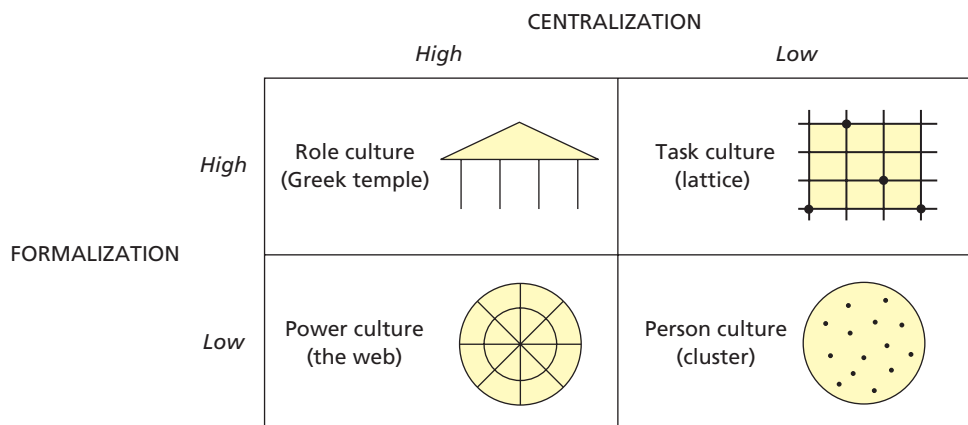 CENTRALIZATION
High
Low
High
Role culture
(Greek temple)
Task culture
(lattice)
FORMALIZATION
Low
Power culture
(the web)
Person culture
(cluster)